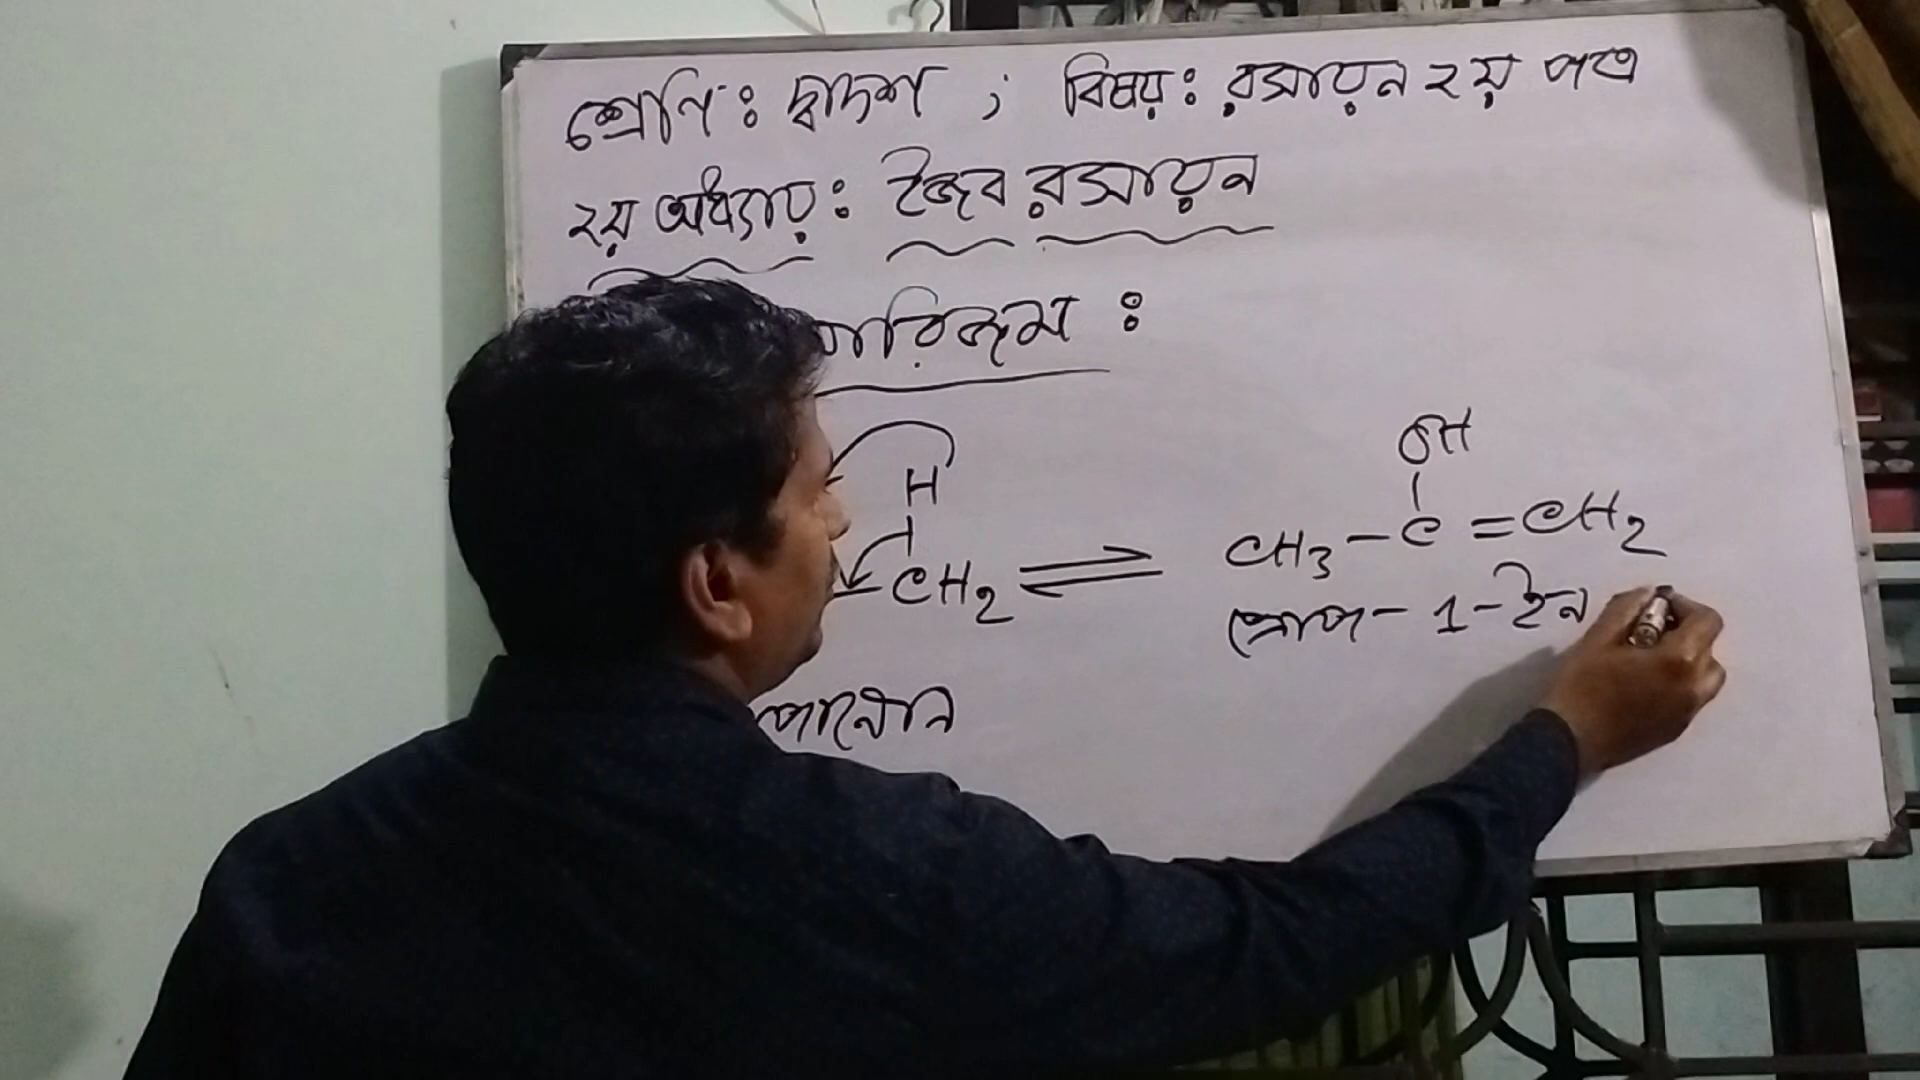 শ্রেণি: দ্বাদশ ; বিষয়: রসায়ন ২য় পত্র
২য় অধ্যায়: জৈব রসায়ন
মারিজম :
H
CH2 ⇌
OH
CH3 - C = CH2
প্রোপ - 1 - ইন
পানোন